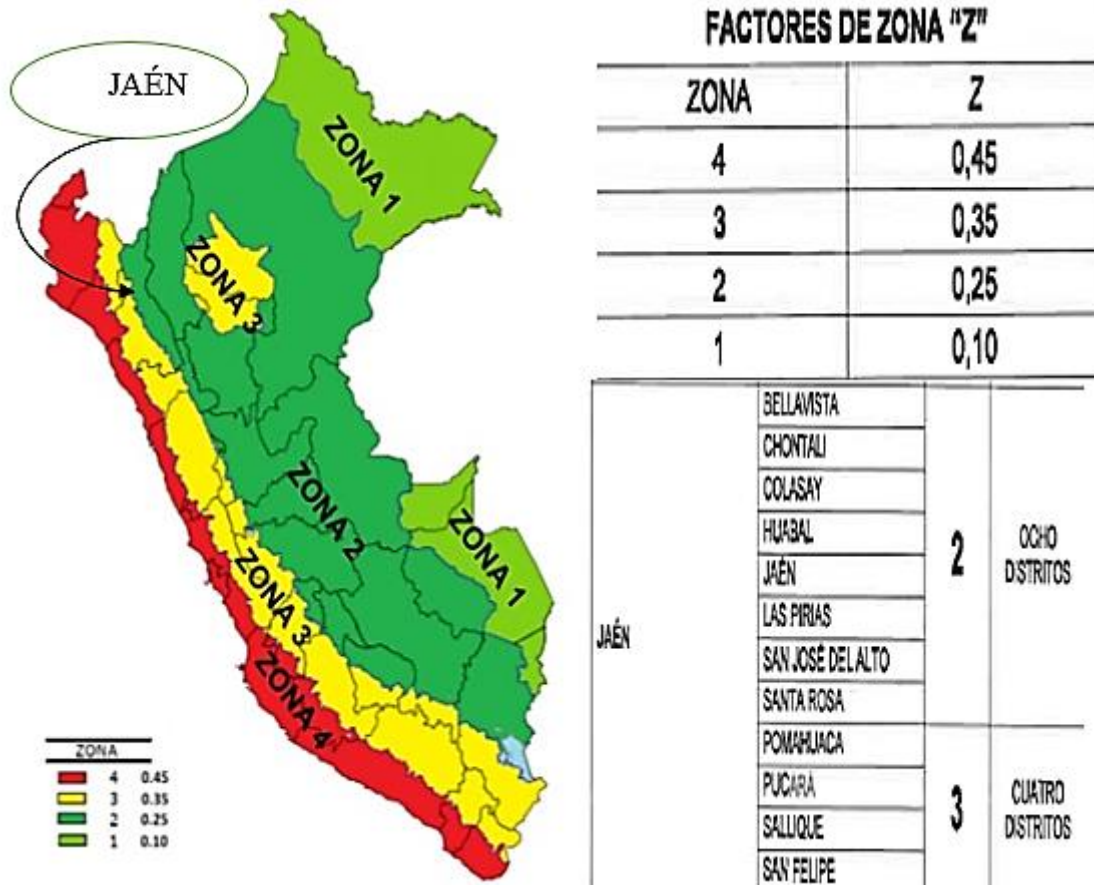 JAÉN
ZONA 1
ZONA 3
ZONA 2
ZONA 1
ZONA 3
ZONA 4
ZONA
4 0.45
3 0.35
2 0.25
1 0.10
FACTORES DE ZONA "Z"
ZONA Z
4 0,45
3 0,35
2 0,25
1 0,10
JAÉN
BELLAVISTA
CHONTALI
COLASAY
HUABAL
JAÉN
LAS PIRIAS
SAN JOSÉ DEL ALTO
SANTA ROSA
2
OCHO
DISTRITOS
POMAHUACA
PUCARÁ
SALLIQUE
SAN FELIPE
3
CUATRO
DISTRITOS